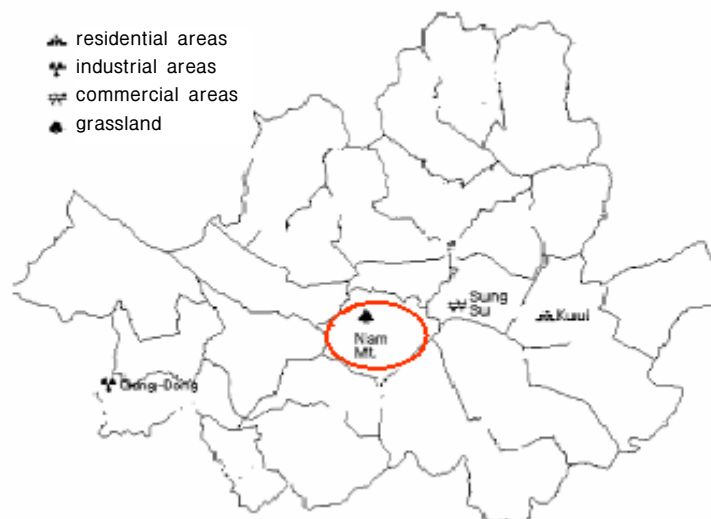 residential areas
industrial areas
commercial areas
grassland
Sung
Su
Kuui
Nam
Mt.